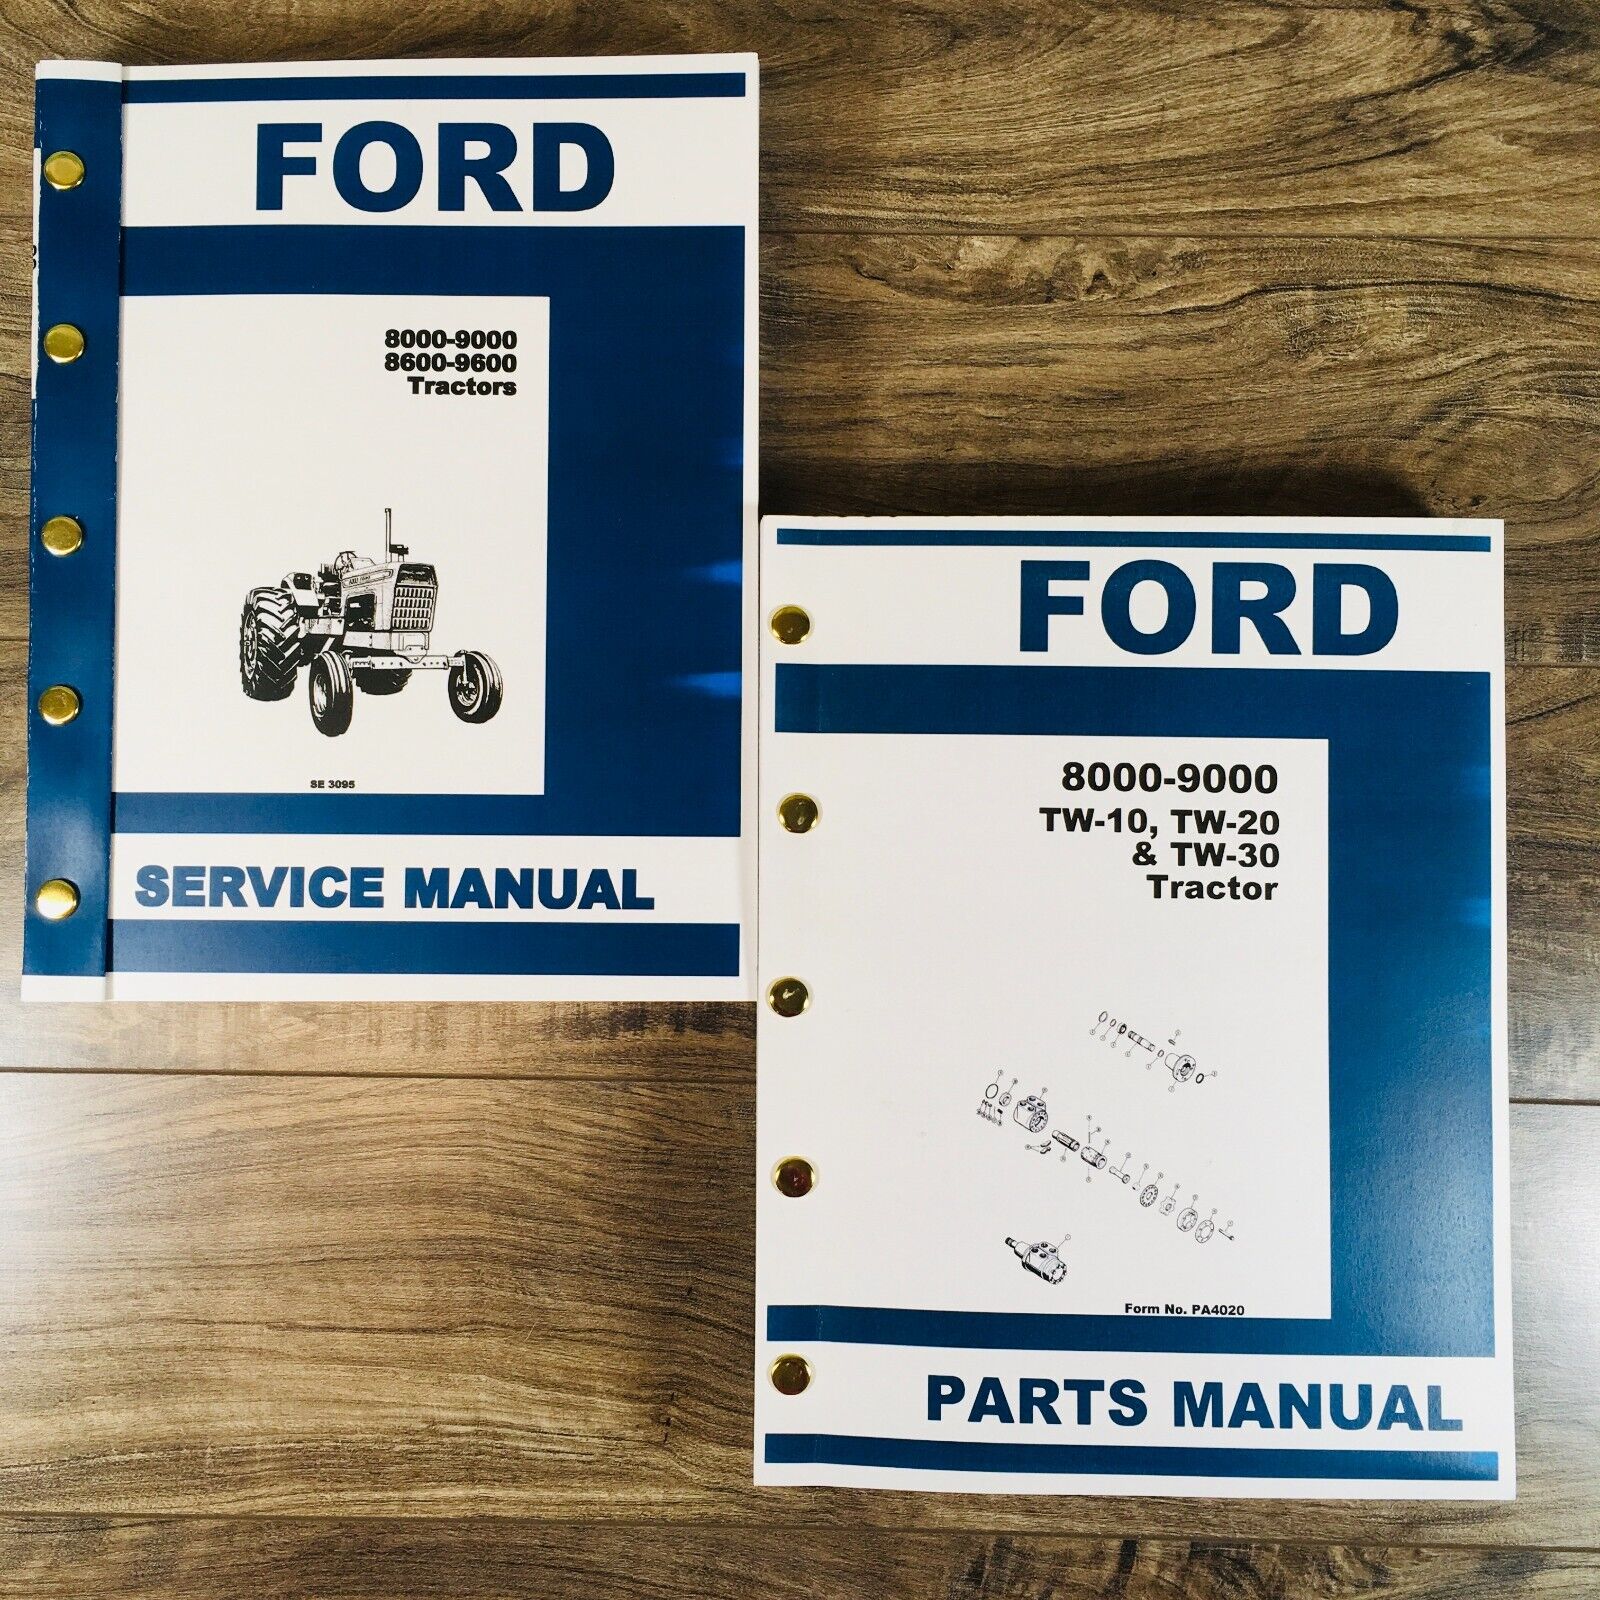 FORD
8000-9000
8600-9600
Tractors
SE 3095
SERVICE MANUAL
FORD
8000-9000
TW-10, TW-20
& TW-30
Tractor
Form No. PA4020
PARTS MANUAL